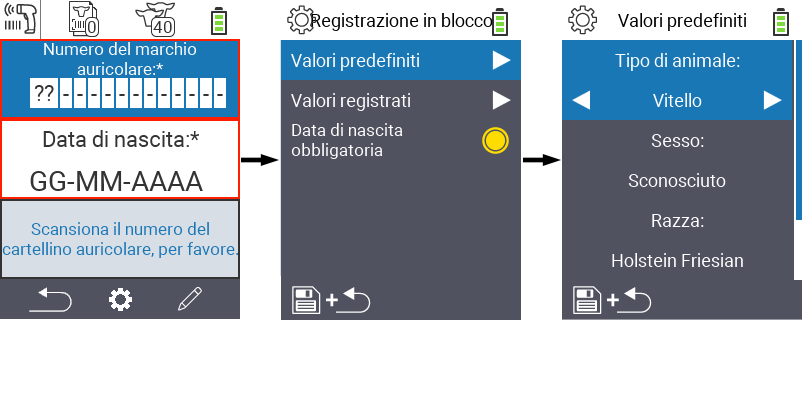 0
40
Numero del marchio
auricolare:*
??------------
Data di nascita:*
GG-MM-AAAA
Scansiona il numero del
cartellino auricolare, per favore.
Registrazione in blocco
Valori predefiniti
Valori registrati
Data di nascita
obbligatoria
+
Valori predefiniti
Tipo di animale:
Vitello
Sesso:
Sconosciuto
Razza:
Holstein Friesian
+